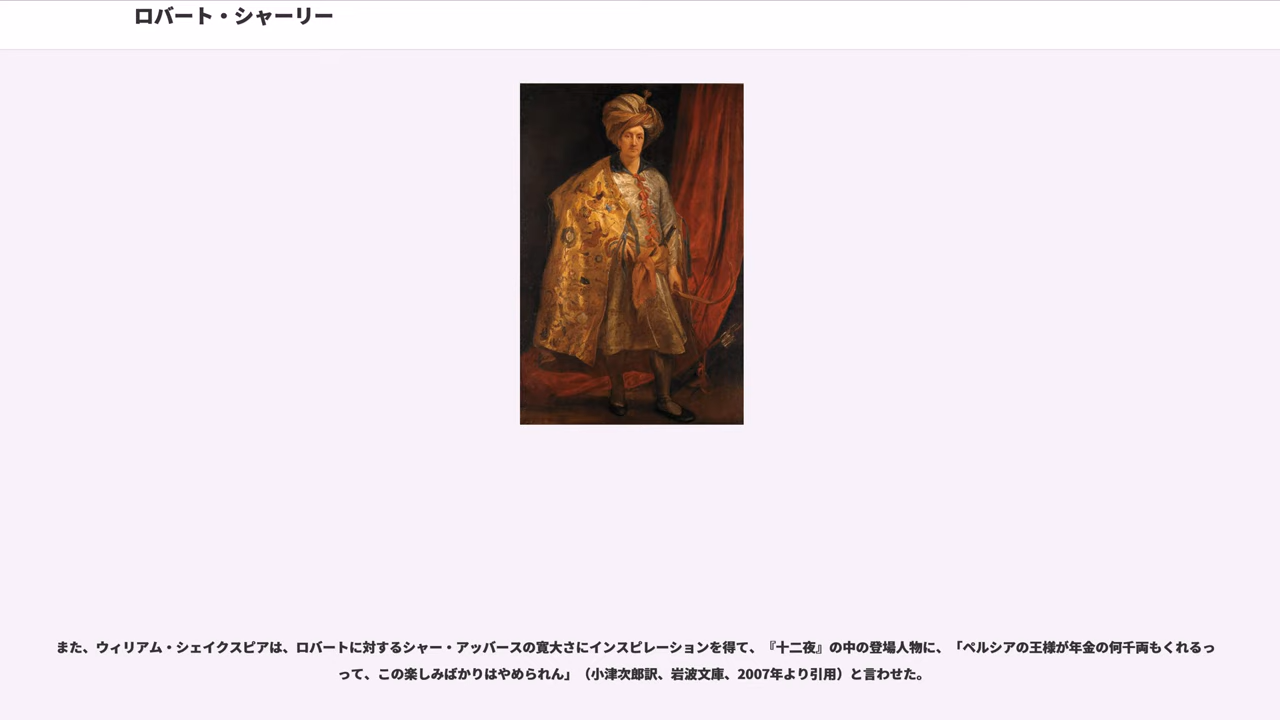 ロバート・シャーリー
また、ウィリアム・シェイクスピアは、ロバートに対するシャー・アッバースの寛大さにインスピレーションを得て、『十二夜』の中の登場人物に、「ペルシアの王様が年金の何千両もくれるっ
って、この楽しみばかりはやめられん」（小津次郎訳、岩波文庫、2007年より引用）と言わせた。